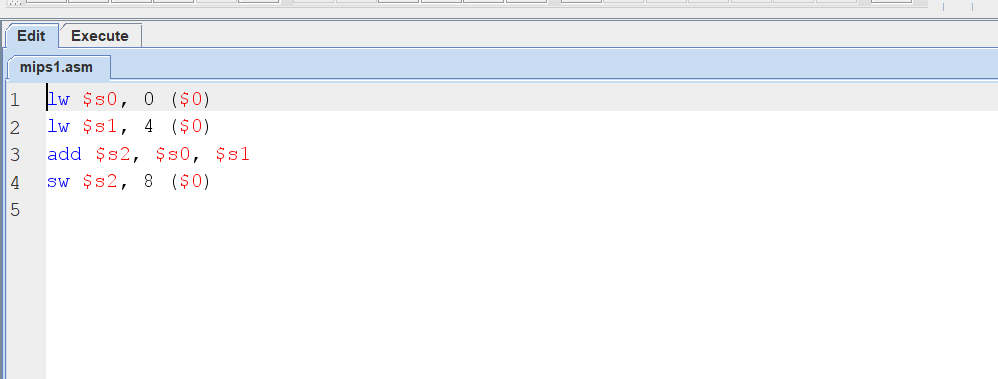 Edit Execute
mips1.asm
1 lw $s0, 0 ($0)
2 lw $s1, 4 ($0)
3 add $s2, $s0, $s1
4 sw $s2, 8 ($0)
5